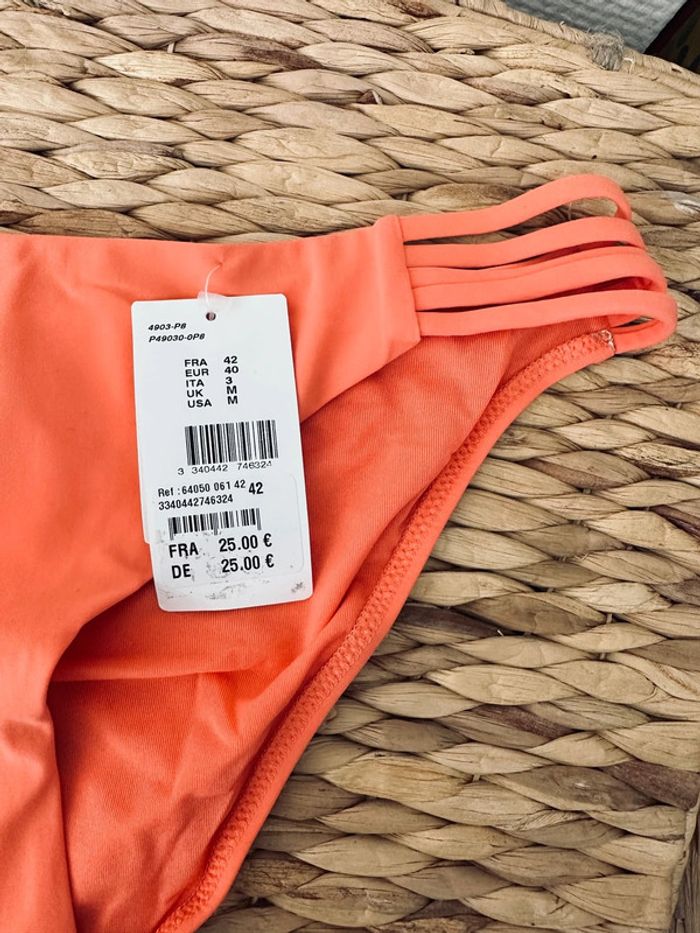 4903-P8
P49030-0P8
FRA 42
EUR 40
ITA 3
UK M
USA M
3 340442 746324
Ref : 64050 061 42 42
3340442746324
FRA 25.00 €
DE 25.00 €